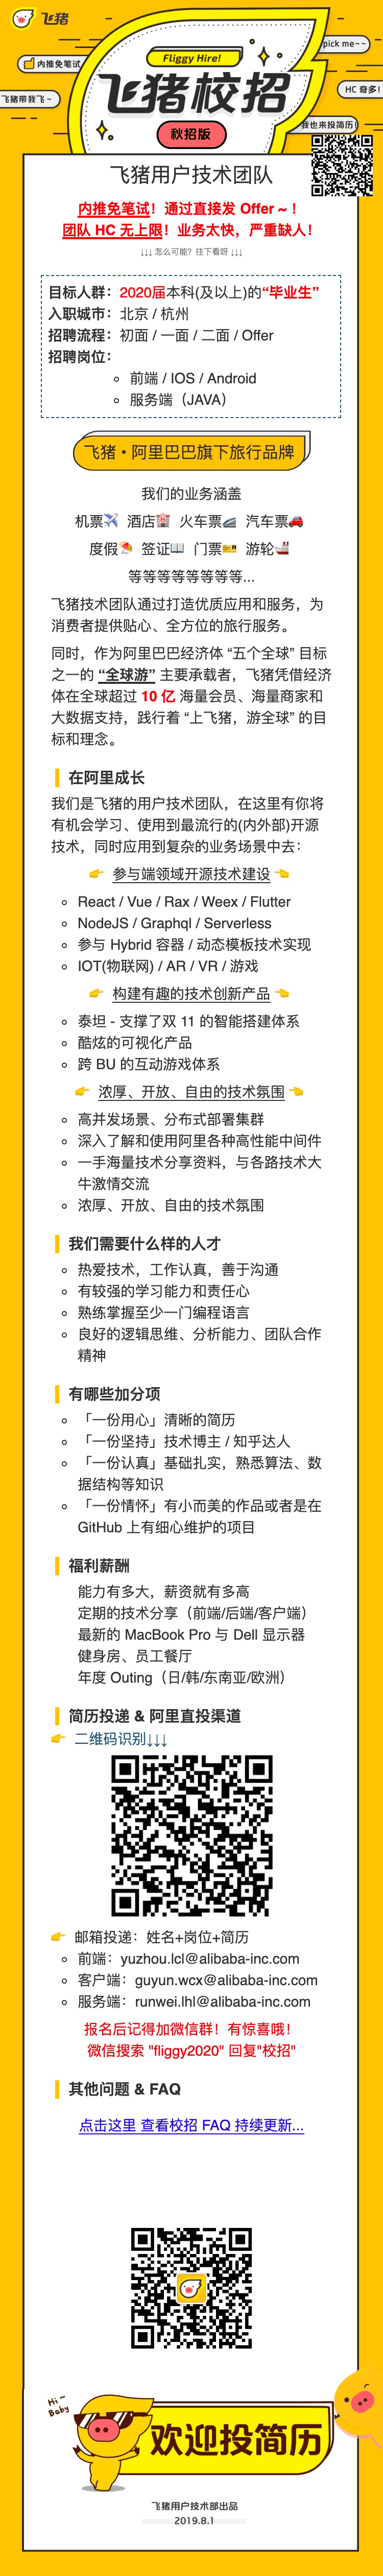 飞猪
pick me~~
Fliggy Hire!
内推免笔试
飞猪校招
飞猪带我飞~
HC 奇多!
秋招版
我也来投简历!
飞猪用户技术团队
内推免笔试！通过直接发 Offer ~ ！
团队 HC 无上限！业务太快，严重缺人！
↓↓↓ 怎么可能？往下看呀 ↓↓↓
目标人群：2020届本科(及以上)的“毕业生”
入职城市：北京 / 杭州
招聘流程：初面 / 一面 / 二面 / Offer
招聘岗位：
前端 / IOS / Android
服务端（JAVA）
飞猪・阿里巴巴旗下旅行品牌
我们的业务涵盖
机票✈️ 酒店🏨 火车票🚄 汽车票🚗
度假🏖 签证📖 门票🎫 游轮🚢
等等等等等等等等...
飞猪技术团队通过打造优质应用和服务，为
消费者提供贴心、全方位的旅行服务。
同时，作为阿里巴巴经济体 “五个全球” 目标
之一的 “全球游” 主要承载者，飞猪凭借经济
体在全球超过 10 亿 海量会员、海量商家和
大数据支持，践行着 “上飞猪，游全球” 的目
标和理念。
在阿里成长
我们是飞猪的用户技术团队，在这里有你将
有机会学习、使用到最流行的(内外部)开源
技术，同时应用到复杂的业务场景中去：
👉 参与端领域开源技术建设 👈
React / Vue / Rax / Weex / Flutter
NodeJS / Graphql / Serverless
参与 Hybrid 容器 / 动态模板技术实现
IOT(物联网) / AR / VR / 游戏
👉 构建有趣的技术创新产品 👈
泰坦 - 支撑了双 11 的智能搭建体系
酷炫的可视化产品
跨 BU 的互动游戏体系
👉 浓厚、开放、自由的技术氛围 👈
高并发场景、分布式部署集群
深入了解和使用阿里各种高性能中间件
一手海量技术分享资料，与各路技术大
牛激情交流
浓厚、开放、自由的技术氛围
我们需要什么样的人才
热爱技术，工作认真，善于沟通
有较强的学习能力和责任心
熟练掌握至少一门编程语言
良好的逻辑思维、分析能力、团队合作
精神
有哪些加分项
「一份用心」清晰的简历
「一份坚持」技术博主 / 知乎达人
「一份认真」基础扎实，熟悉算法、数
据结构等知识
「一份情怀」有小而美的作品或者是在
GitHub 上有细心维护的项目
福利薪酬
能力有多大，薪资就有多高
定期的技术分享（前端/后端/客户端）
最新的 MacBook Pro 与 Dell 显示器
健身房、员工餐厅
年度 Outing（日/韩/东南亚/欧洲）
简历投递 & 阿里直投渠道
👉 二维码识别↓↓↓
👉 邮箱投递：姓名+岗位+简历
前端：yuzhou.lcl@alibaba-inc.com
客户端：guyun.wcx@alibaba-inc.com
服务端：runwei.lhl@alibaba-inc.com
报名后记得加微信群！有惊喜哦！
微信搜索 "fliggy2020" 回复"校招"
其他问题 & FAQ
点击这里 查看校招 FAQ 持续更新...
Hi~
Baby
欢迎投简历
飞猪用户技术部出品
2019.8.1